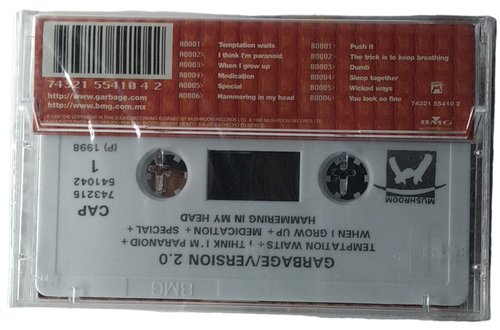 A0001> Temptation waits
A0002> I think I'm paranoid
A0003> When I grow up
A0004> Medication
A0005> Special
A0006> Hammering in my head
B0001> Push it
B0002> The trick is to keep breathing
B0003> Dumb
B0004> Sleep together
B0005> Wicked ways
B0006> You look so fine
74321 55410 4 2
http://www.garbage.com
http://www.bmg.com.mx
74321 55410 2
BMG
MUSHROOM
GARBAGE/VERSION 2.0
TEMPTATION WAITS + I THINK I'M PARANOID +
WHEN I GROW UP + MEDICATION + SPECIAL +
HAMMERING IN MY HEAD
CAP
743215
541042
1
(P) 1998
BMG